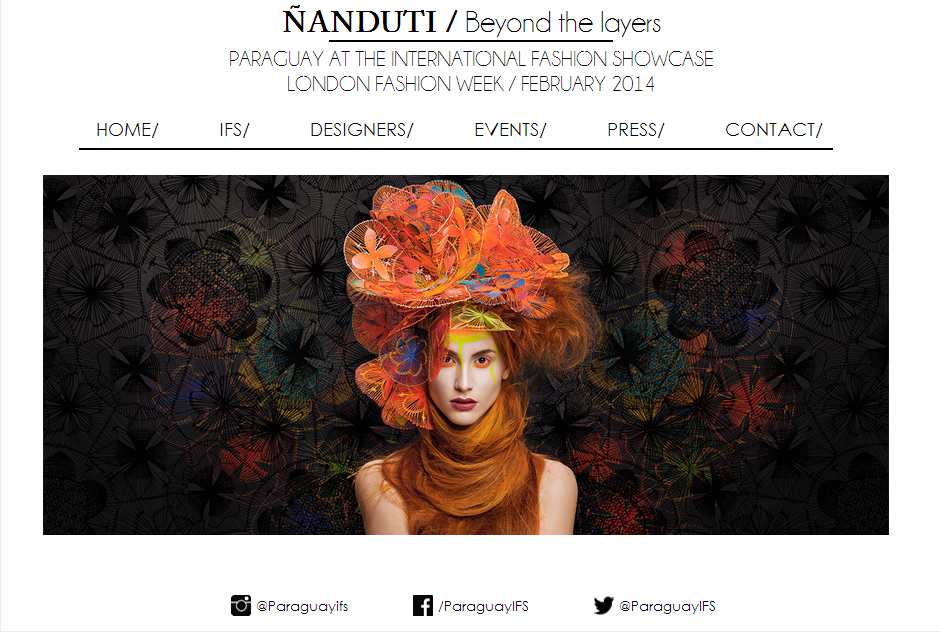 ÑANDUTI / Beyond the layers
PARAGUAY AT THE INTERNATIONAL FASHION SHOWCASE
LONDON FASHION WEEK / FEBRUARY 2014
HOME/ IFS/ DESIGNERS/ EVENTS/ PRESS/ CONTACT/
@Paraguayifs /ParaguayIFS @ParaguayIFS